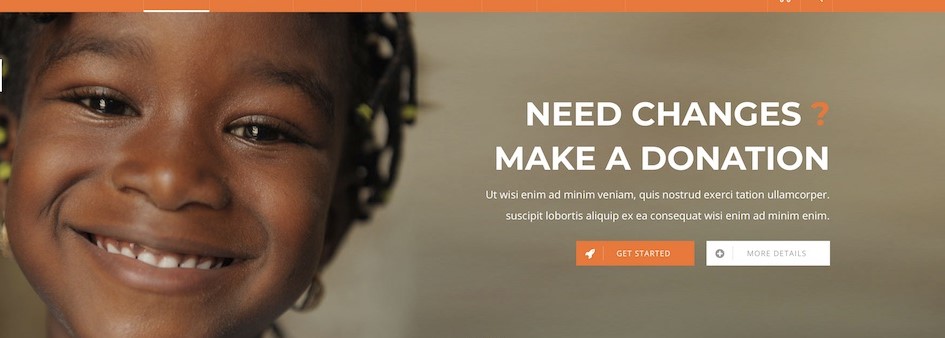 NEED CHANGES ?
MAKE A DONATION
Ut wisi enim ad minim veniam, quis nostrud exerci tation ullamcorper.
suscipit lobortis aliquip ex ea consequat wisi enim ad minim enim.
GET STARTED
MORE DETAILS